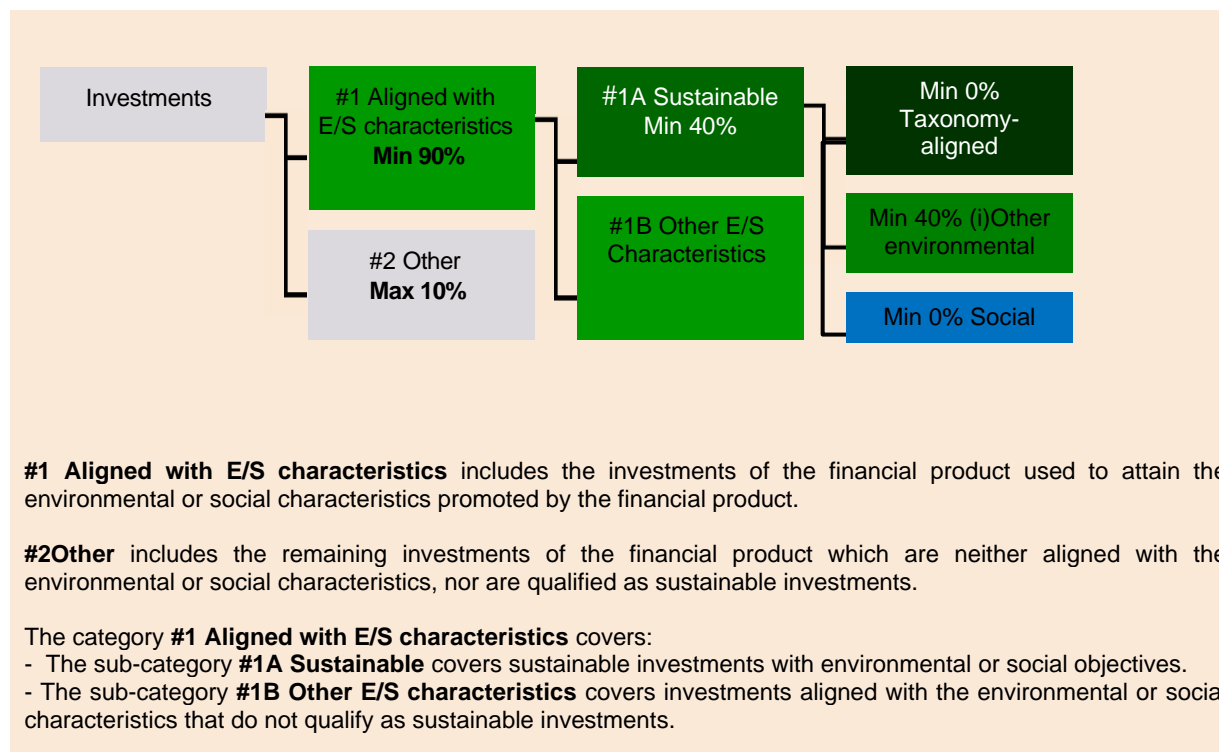 Investments
#1 Aligned with
E/S characteristics
Min 90%
#2 Other
Max 10%
#1A Sustainable
Min 40%
#1B Other E/S
Characteristics
Min 0%
Taxonomy-
aligned
Min 40% (i)Other
environmental
Min 0% Social
#1 Aligned with E/S characteristics includes the investments of the financial product used to attain the
environmental or social characteristics promoted by the financial product.
#2Other includes the remaining investments of the financial product which are neither aligned with the
environmental or social characteristics, nor are qualified as sustainable investments.
The category #1 Aligned with E/S characteristics covers:
- The sub-category #1A Sustainable covers sustainable investments with environmental or social objectives.
- The sub-category #1B Other E/S characteristics covers investments aligned with the environmental or social
characteristics that do not qualify as sustainable investments.